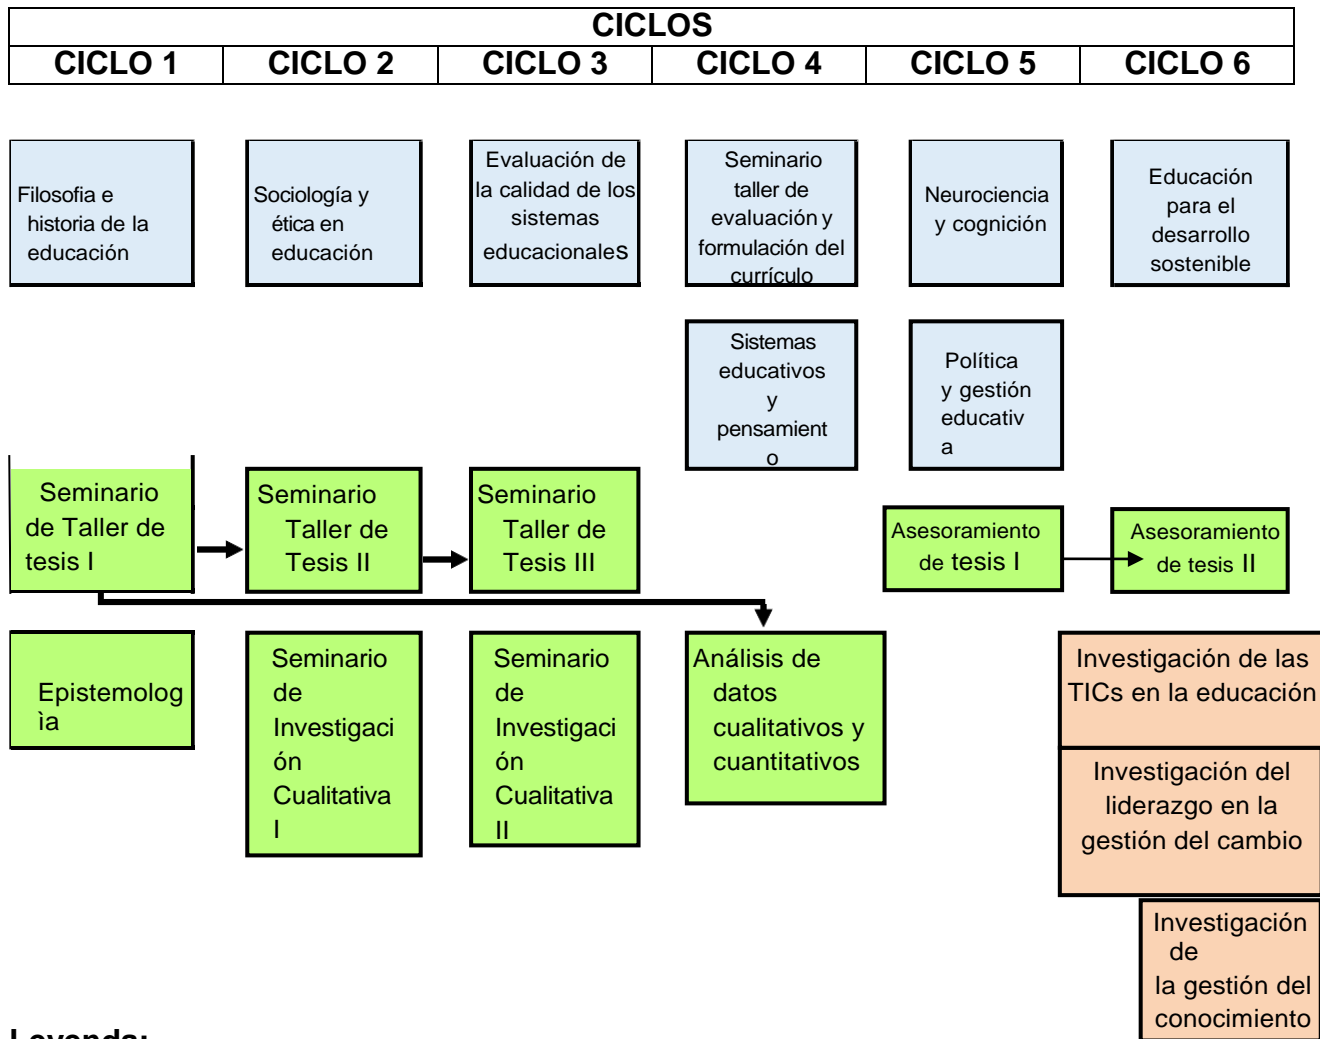 CICLOS
CICLO 1
CICLO 2
CICLO 3
CICLO 4
CICLO 5
CICLO 6
Filosofia e
historia de la
educación
Sociología y
ética en
educación
Evaluación de
la calidad de los
sistemas
educacionales
Seminario
taller de
evaluación y
formulación del
currículo
Neurociencia
y cognición
Educación
para el
desarrollo
sostenible
Sistemas
educativos
y
pensamient
o
Política
y gestión
educativ
a
Seminario
de Taller de
tesis I
Seminario
Taller de
Tesis II
Seminario
Taller de
Tesis III
Asesoramiento
de tesis I
Asesoramiento
de tesis II
Epistemolog
ìa
Seminario
de
Investigaci
ón
Cualitativa
I
Seminario
de
Investigaci
ón
Cualitativa
II
Análisis de
datos
cualitativos y
cuantitativos
Investigación de las
TICs en la educación
Investigación del
liderazgo en la
gestión del cambio
Investigación
de
la gestión del
conocimiento
Leyenda: